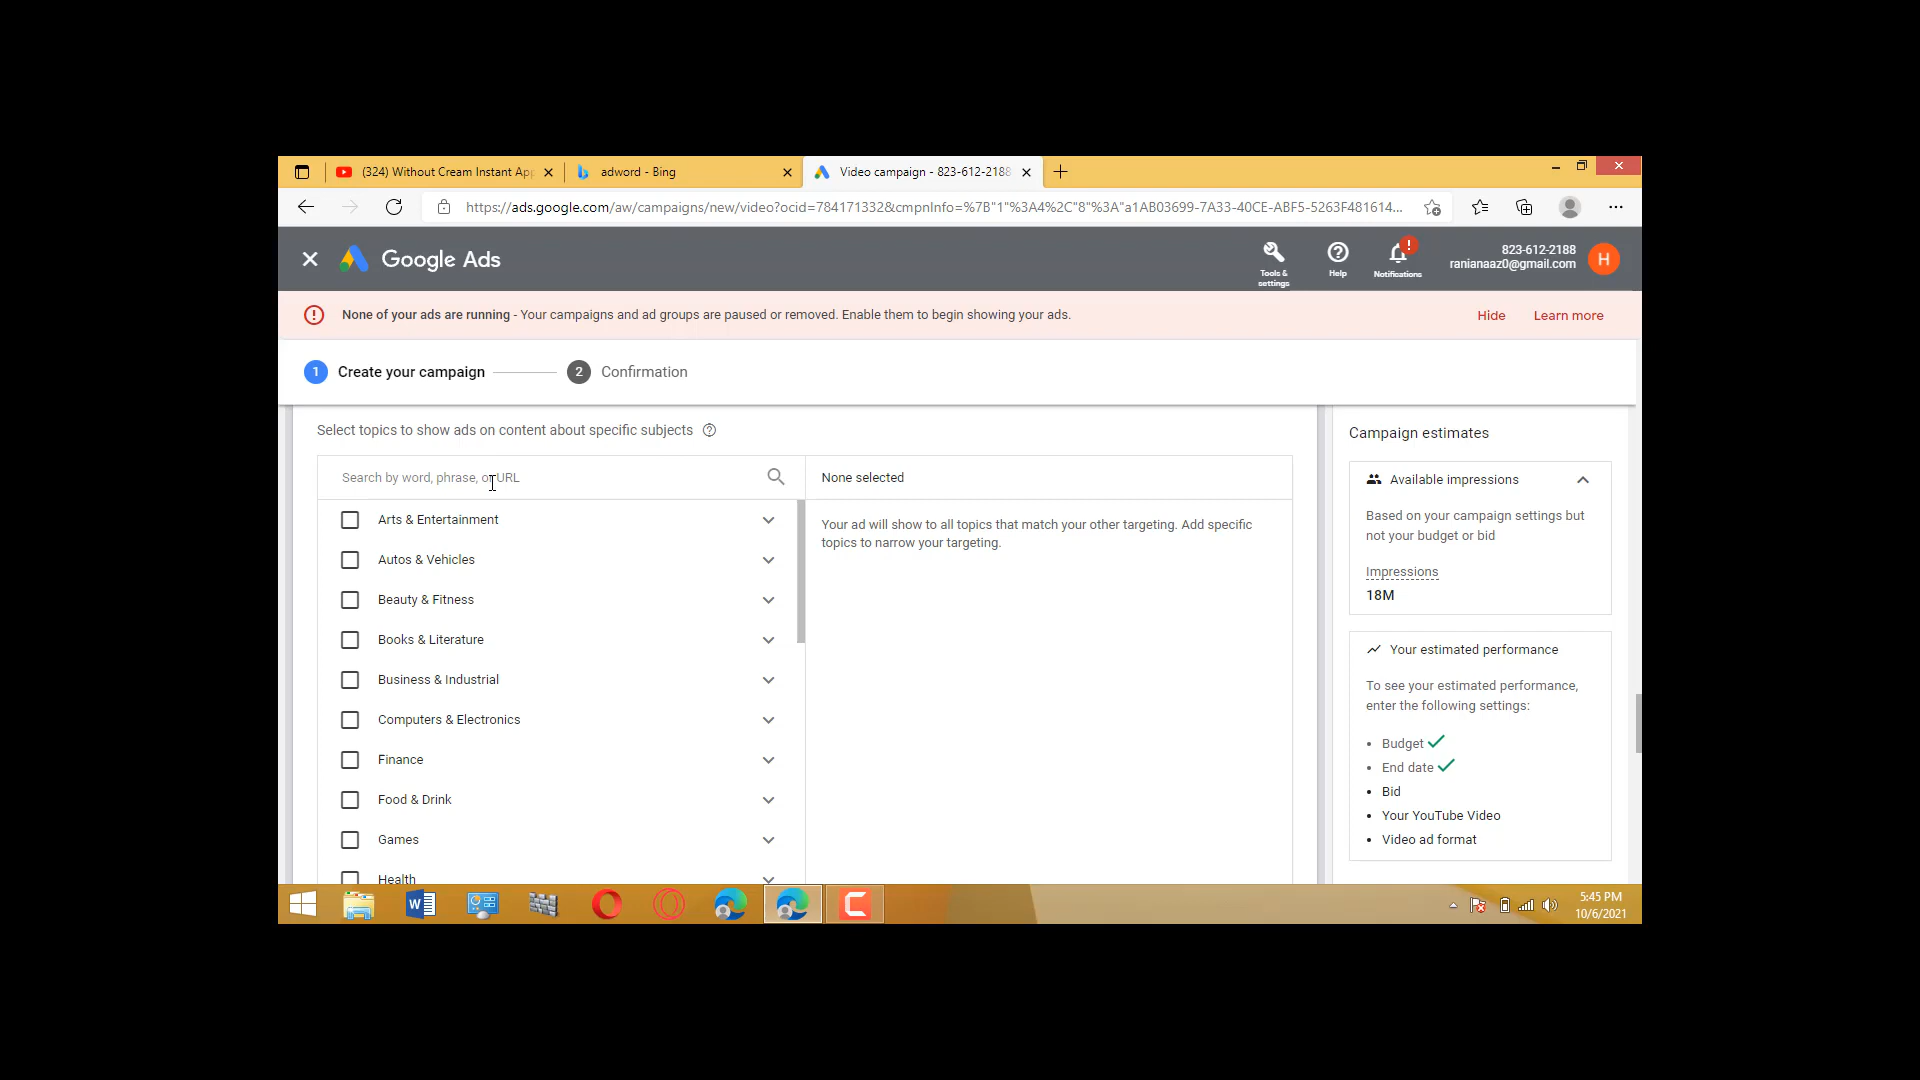 (324) Without Cream Instant App
adword - Bing
Video campaign - 823-612-2188
https://ads.google.com/aw/campaigns/new/video?ocid=784171332&cmpnInfo=%7B"1"%3A4%2C"8"%3A"a1AB03699-7A33-40CE-ABF5-5263F481614...
Google Ads
Tools &
settings
Help
!
Notifications
823-612-2188
ranianaaz0@gmail.com
H
None of your ads are running - Your campaigns and ad groups are paused or removed. Enable them to begin showing your ads.
Hide
Learn more
1 Create your campaign
2 Confirmation
Select topics to show ads on content about specific subjects
Search by word, phrase, or URL
None selected
Arts & Entertainment
Autos & Vehicles
Beauty & Fitness
Books & Literature
Business & Industrial
Computers & Electronics
Finance
Food & Drink
Games
Health
Your ad will show to all topics that match your other targeting. Add specific
topics to narrow your targeting.
Campaign estimates
Available impressions
Based on your campaign settings but
not your budget or bid
Impressions
18M
Your estimated performance
To see your estimated performance,
enter the following settings:
• Budget
• End date
• Bid
• Your YouTube Video
• Video ad format
5:45 PM
10/6/2021